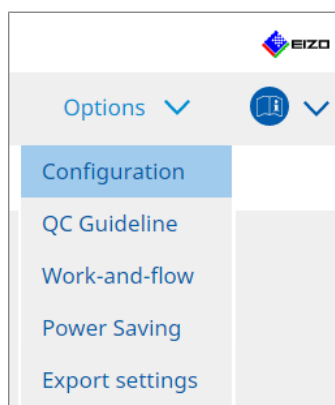 EIZO
Options
Configuration
QC Guideline
Work-and-flow
Power Saving
Export settings